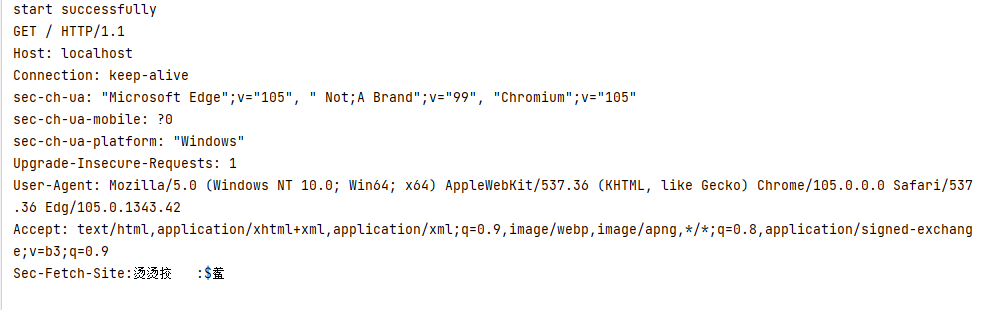 start successfully
GET / HTTP/1.1
Host: localhost
Connection: keep-alive
sec-ch-ua: "Microsoft Edge";v="105", " Not;A Brand";v="99", "Chromium";v="105"
sec-ch-ua-mobile: ?0
sec-ch-ua-platform: "Windows"
Upgrade-Insecure-Requests: 1
User-Agent: Mozilla/5.0 (Windows NT 10.0; Win64; x64) AppleWebKit/537.36 (KHTML, like Gecko) Chrome/105.0.0.0 Safari/537
.36 Edg/105.0.1343.42
Accept: text/html,application/xhtml+xml,application/xml;q=0.9,image/webp,image/apng,*/*;q=0.8,application/signed-exchang
e;v=b3;q=0.9
Sec-Fetch-Site:烫烫 :$